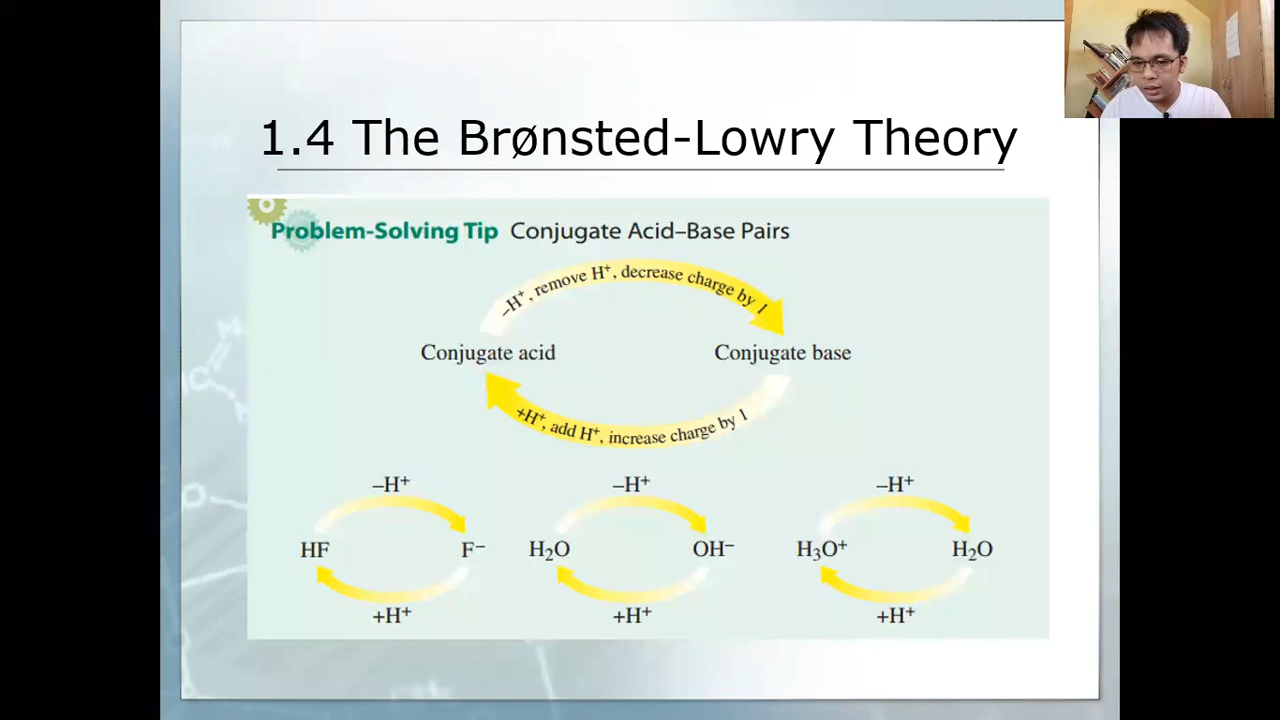 1.4 The Brønsted-Lowry Theory
Problem-Solving Tip Conjugate Acid–Base Pairs
–H⁺, remove H⁺, decrease charge by 1
Conjugate acid Conjugate base
+H⁺, add H⁺, increase charge by 1
–H⁺ –H⁺ –H⁺
HF F⁻ H₂O OH⁻ H₃O⁺ H₂O
+H⁺ +H⁺ +H⁺